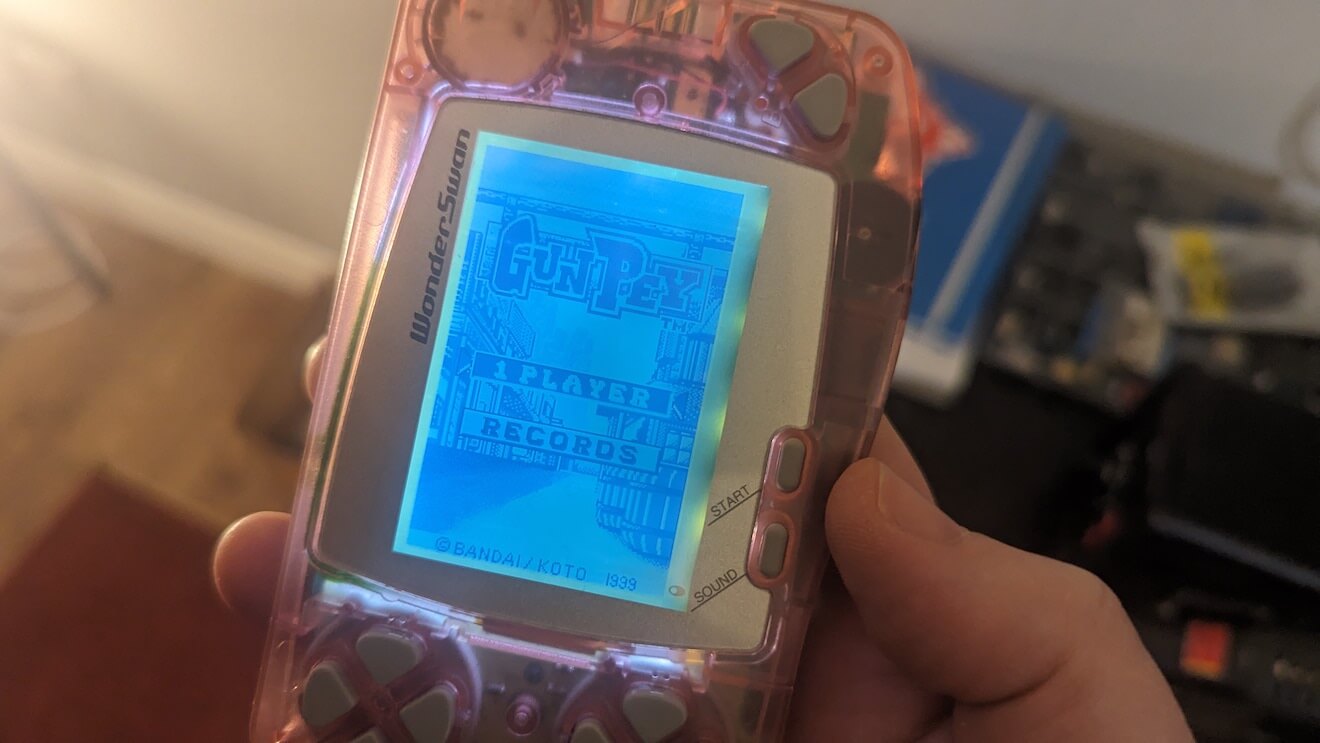 WonderSwan
GUNPEY
TM
1 PLAYER
RECORDS
START
©BANDAI/KOTO 1999
SOUND